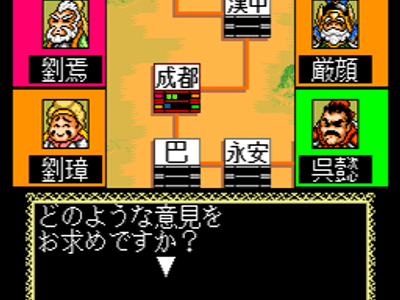 漢中
劉焉
成都
厳顔
劉璋
巴
永安
呉懿
どのような意見を
お求めですか？